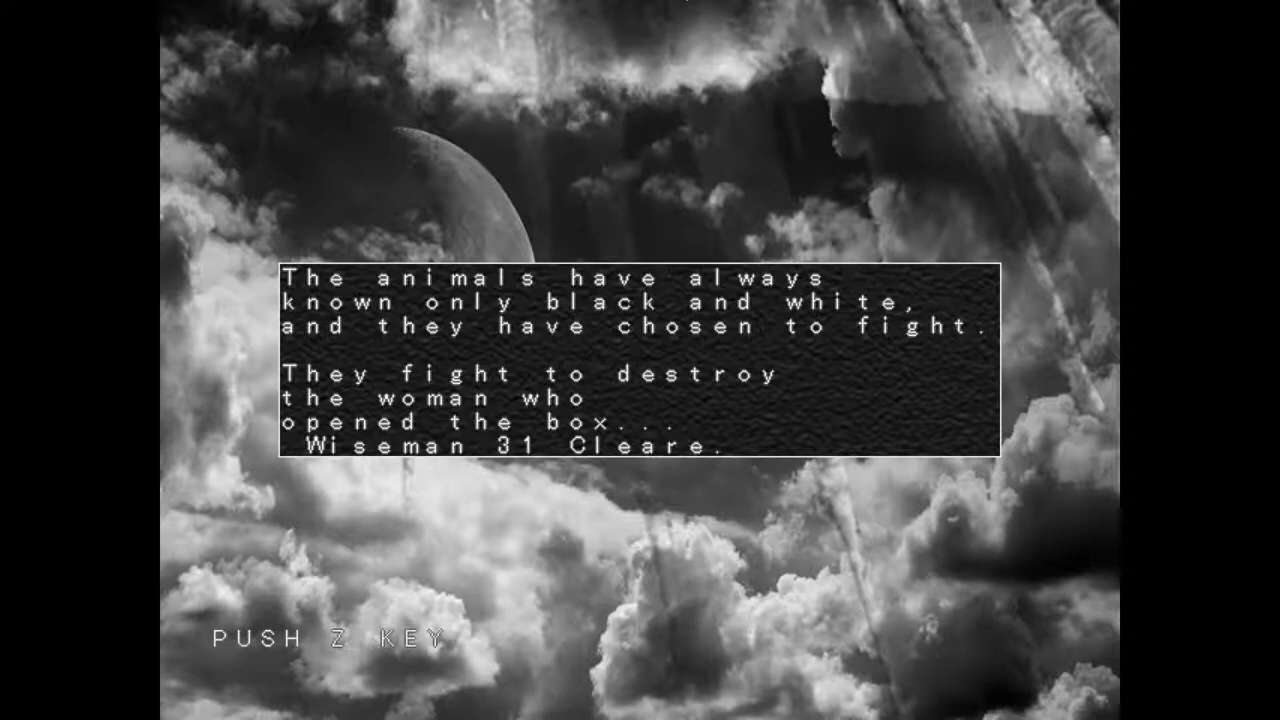 The animals have always
known only black and white,
and they have chosen to fight.
They fight to destroy
the woman who
opened the box...
Wiseman 31 Cleare.
PUSH Z KEY